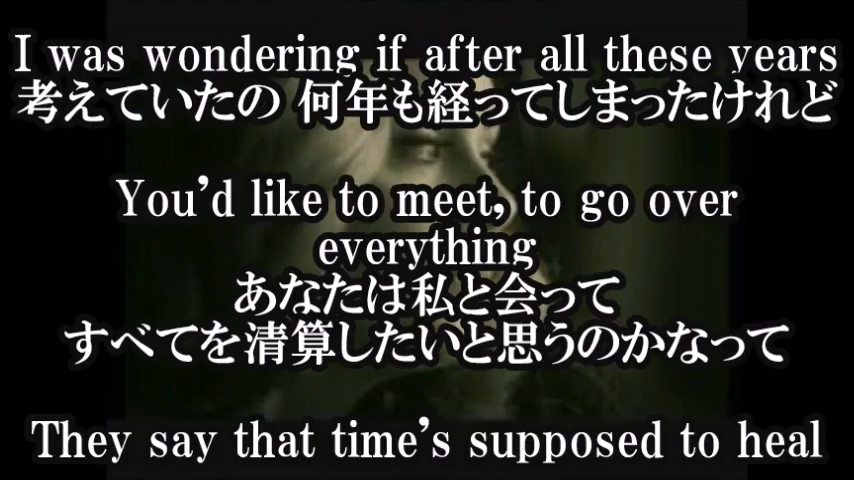 I was wondering if after all these years
考えていたの 何年も経ってしまったけれど
You’d like to meet, to go over
everything
あなたは私と会って
すべてを清算したいと思うのかなって
They say that time’s supposed to heal